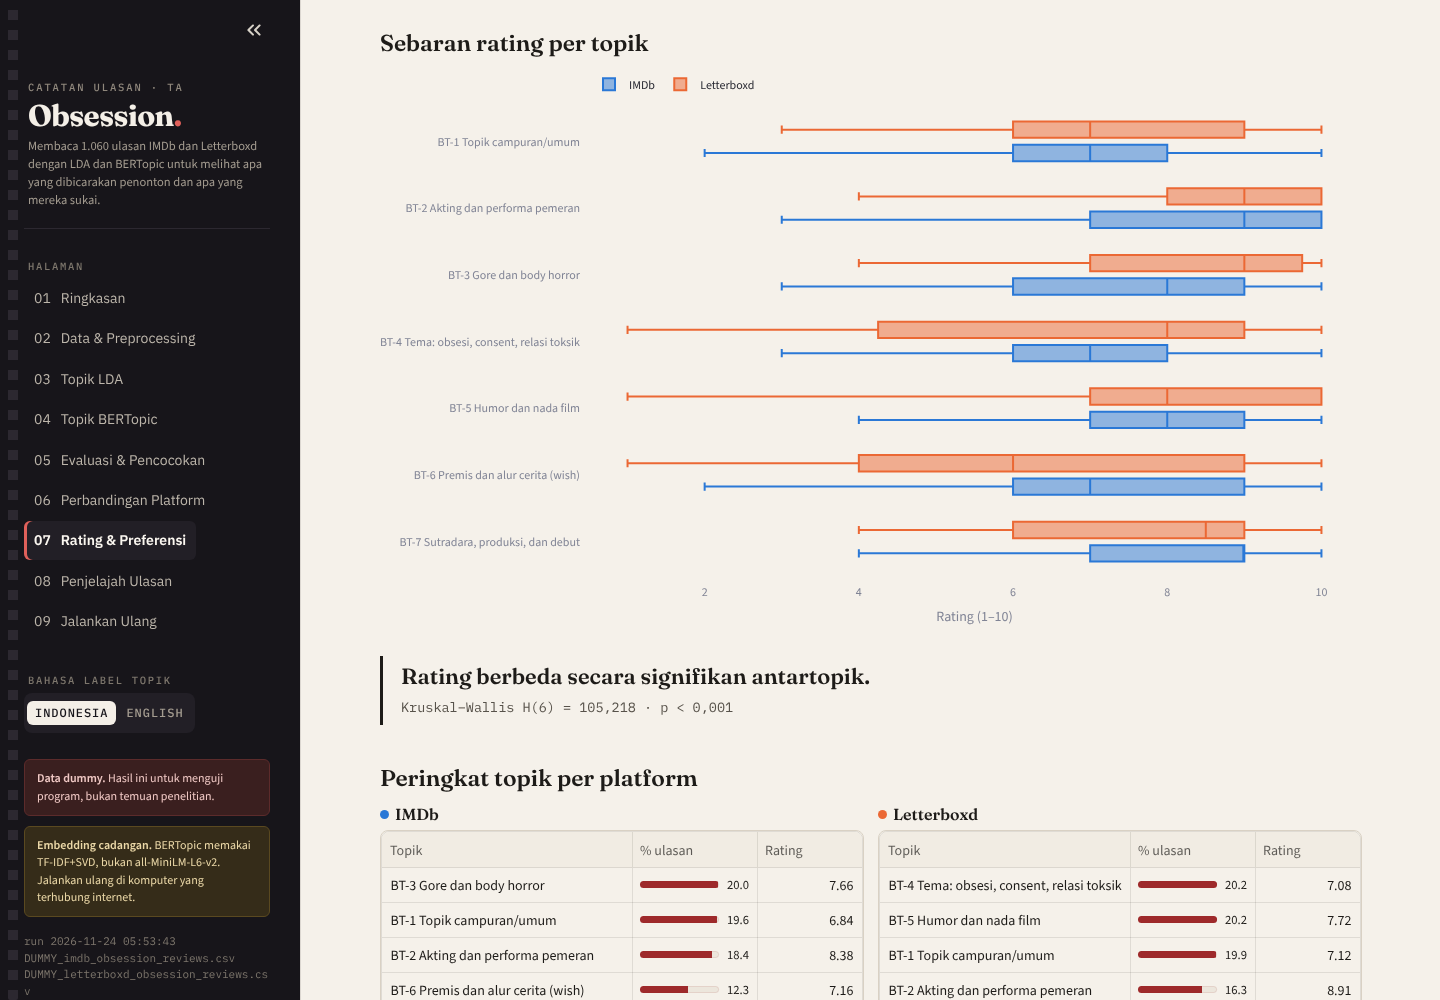 CATATAN ULASAN · TA
Obsession.
Membaca 1.060 ulasan IMDb dan Letterboxd
dengan LDA dan BERTopic untuk melihat apa
yang dibicarakan penonton dan apa yang
mereka sukai.
HALAMAN
01 Ringkasan
02 Data & Preprocessing
03 Topik LDA
04 Topik BERTopic
05 Evaluasi & Pencocokan
06 Perbandingan Platform
07 Rating & Preferensi
08 Penjelajah Ulasan
09 Jalankan Ulang
BAHASA LABEL TOPIK
INDONESIA ENGLISH
Data dummy. Hasil ini untuk menguji
program, bukan temuan penelitian.
Embedding cadangan. BERTopic memakai
TF-IDF+SVD, bukan all-MiniLM-L6-v2.
Jalankan ulang di komputer yang
terhubung internet.
run 2026-11-24 05:53:43
DUMMY_imdb_obsession_reviews.csv
DUMMY_letterboxd_obsession_reviews.cs
v
Sebaran rating per topik
IMDb Letterboxd
BT-1 Topik campuran/umum
BT-2 Akting dan performa pemeran
BT-3 Gore dan body horror
BT-4 Tema: obsesi, consent, relasi toksik
BT-5 Humor dan nada film
BT-6 Premis dan alur cerita (wish)
BT-7 Sutradara, produksi, dan debut
2 4 6 8 10
Rating (1–10)
Rating berbeda secara signifikan antartopik.
Kruskal–Wallis H(6) = 105,218 · p < 0,001
Peringkat topik per platform
IMDb
Topik % ulasan Rating
BT-3 Gore dan body horror 20.0 7.66
BT-1 Topik campuran/umum 19.6 6.84
BT-2 Akting dan performa pemeran 18.4 8.38
BT-6 Premis dan alur cerita (wish) 12.3 7.16
Letterboxd
Topik % ulasan Rating
BT-4 Tema: obsesi, consent, relasi toksik 20.2 7.08
BT-5 Humor dan nada film 20.2 7.72
BT-1 Topik campuran/umum 19.9 7.12
BT-2 Akting dan performa pemeran 16.3 8.91